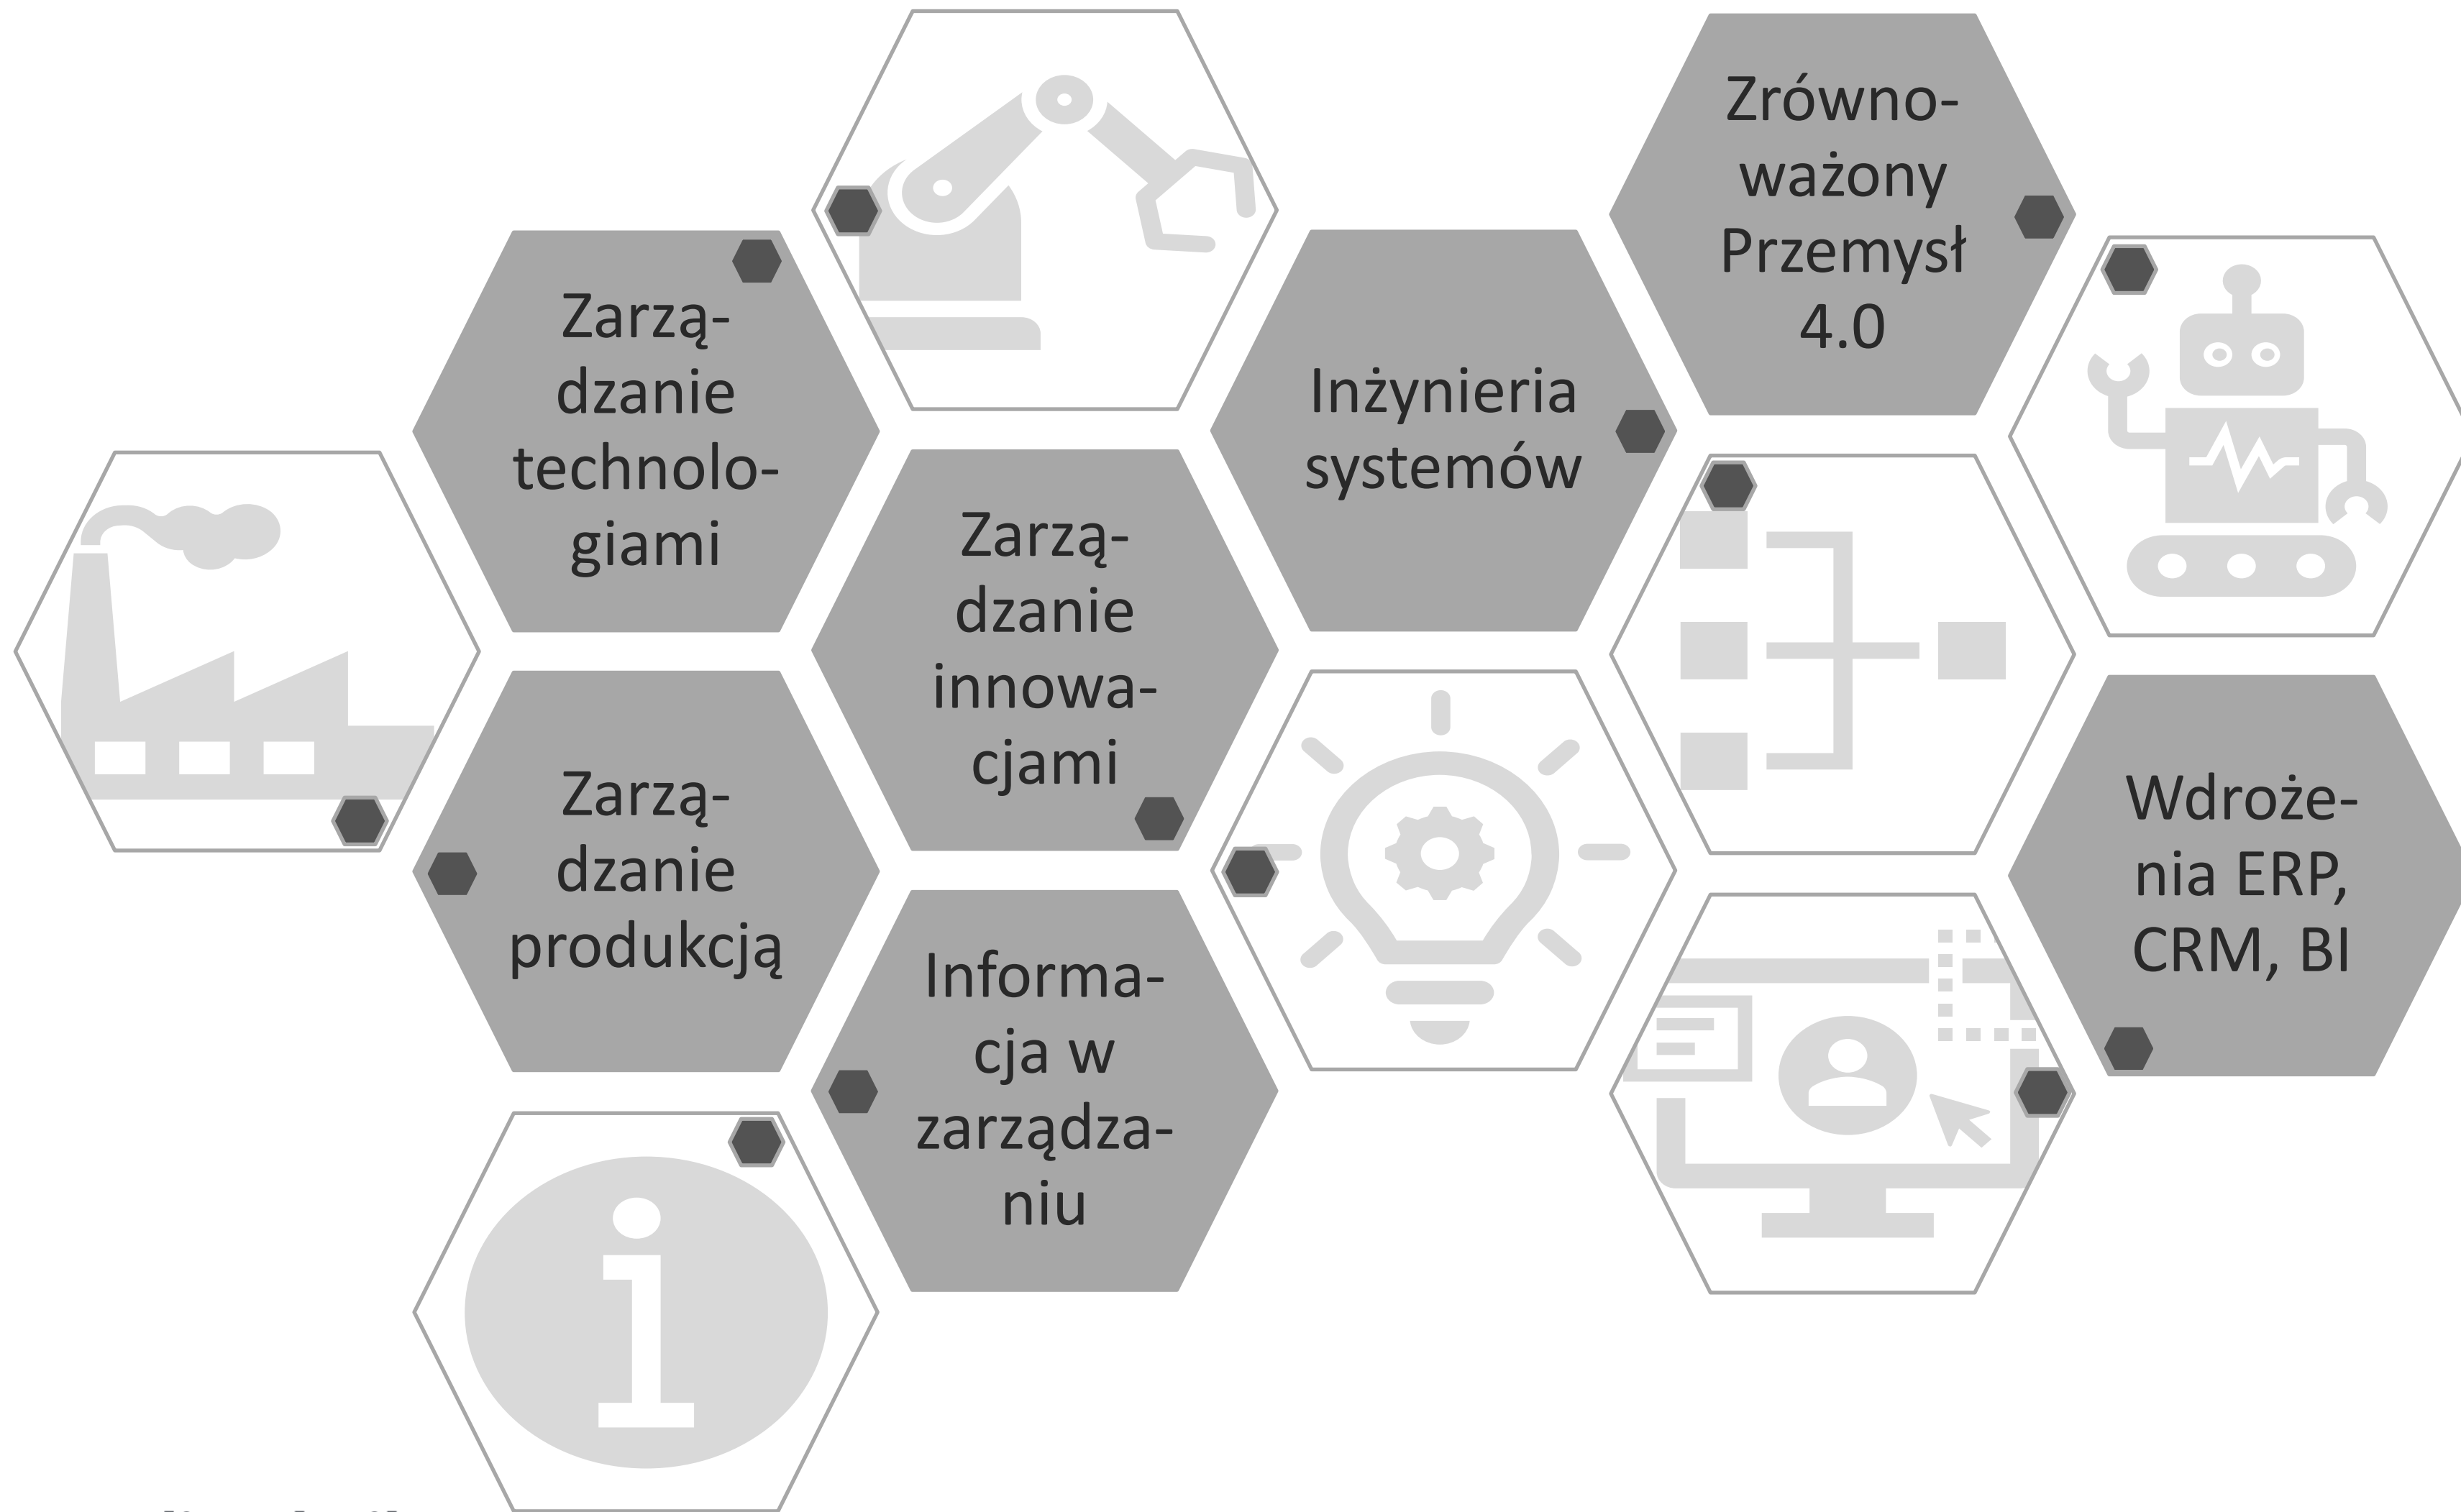 Zarzą-
dzanie
technolo-
giami
Zarzą-
dzanie
produkcją
Zarzą-
dzanie
innowa-
cjami
Informa-
cja w
zarządza-
niu
Inżynieria
systemów
Zrówno-
ważony
Przemysł
4.0
Wdroże-
nia ERP,
CRM, BI